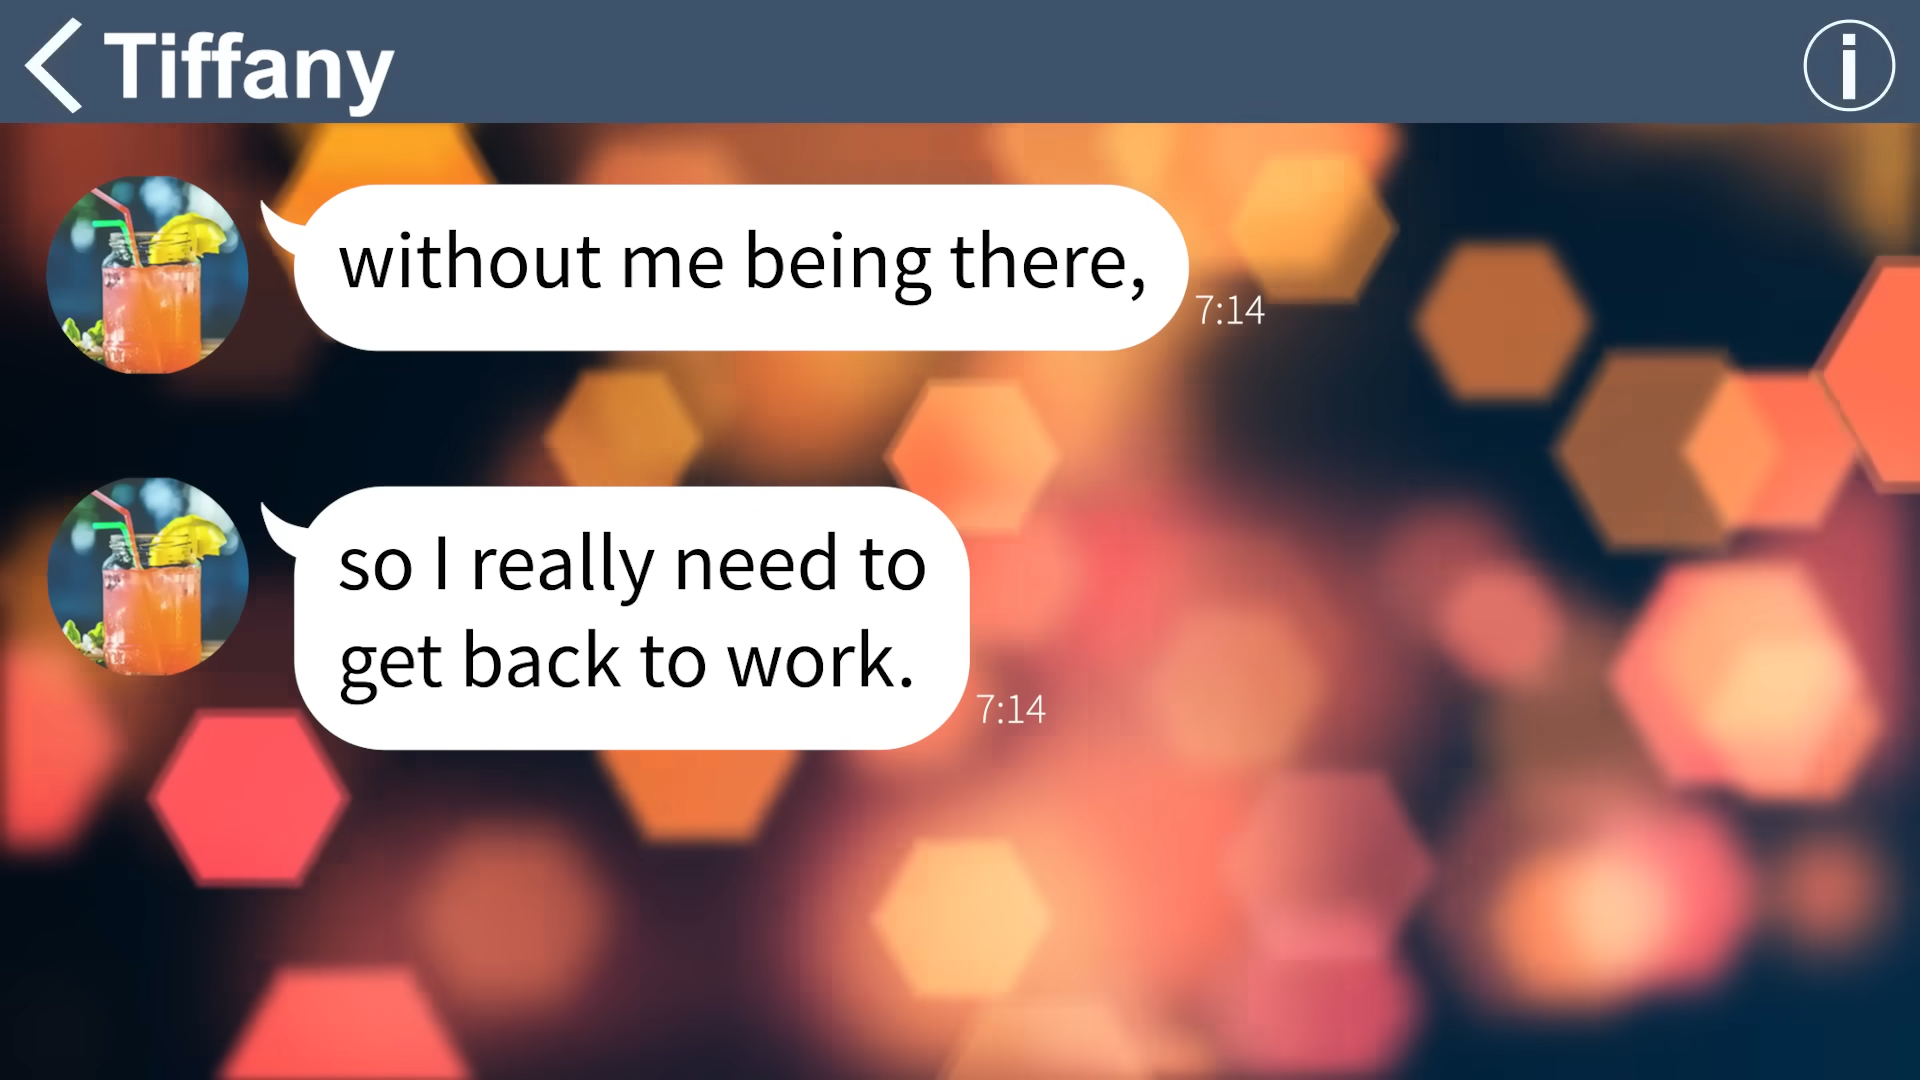 Tiffany
without me being there,
7:14
so I really need to
get back to work.
7:14